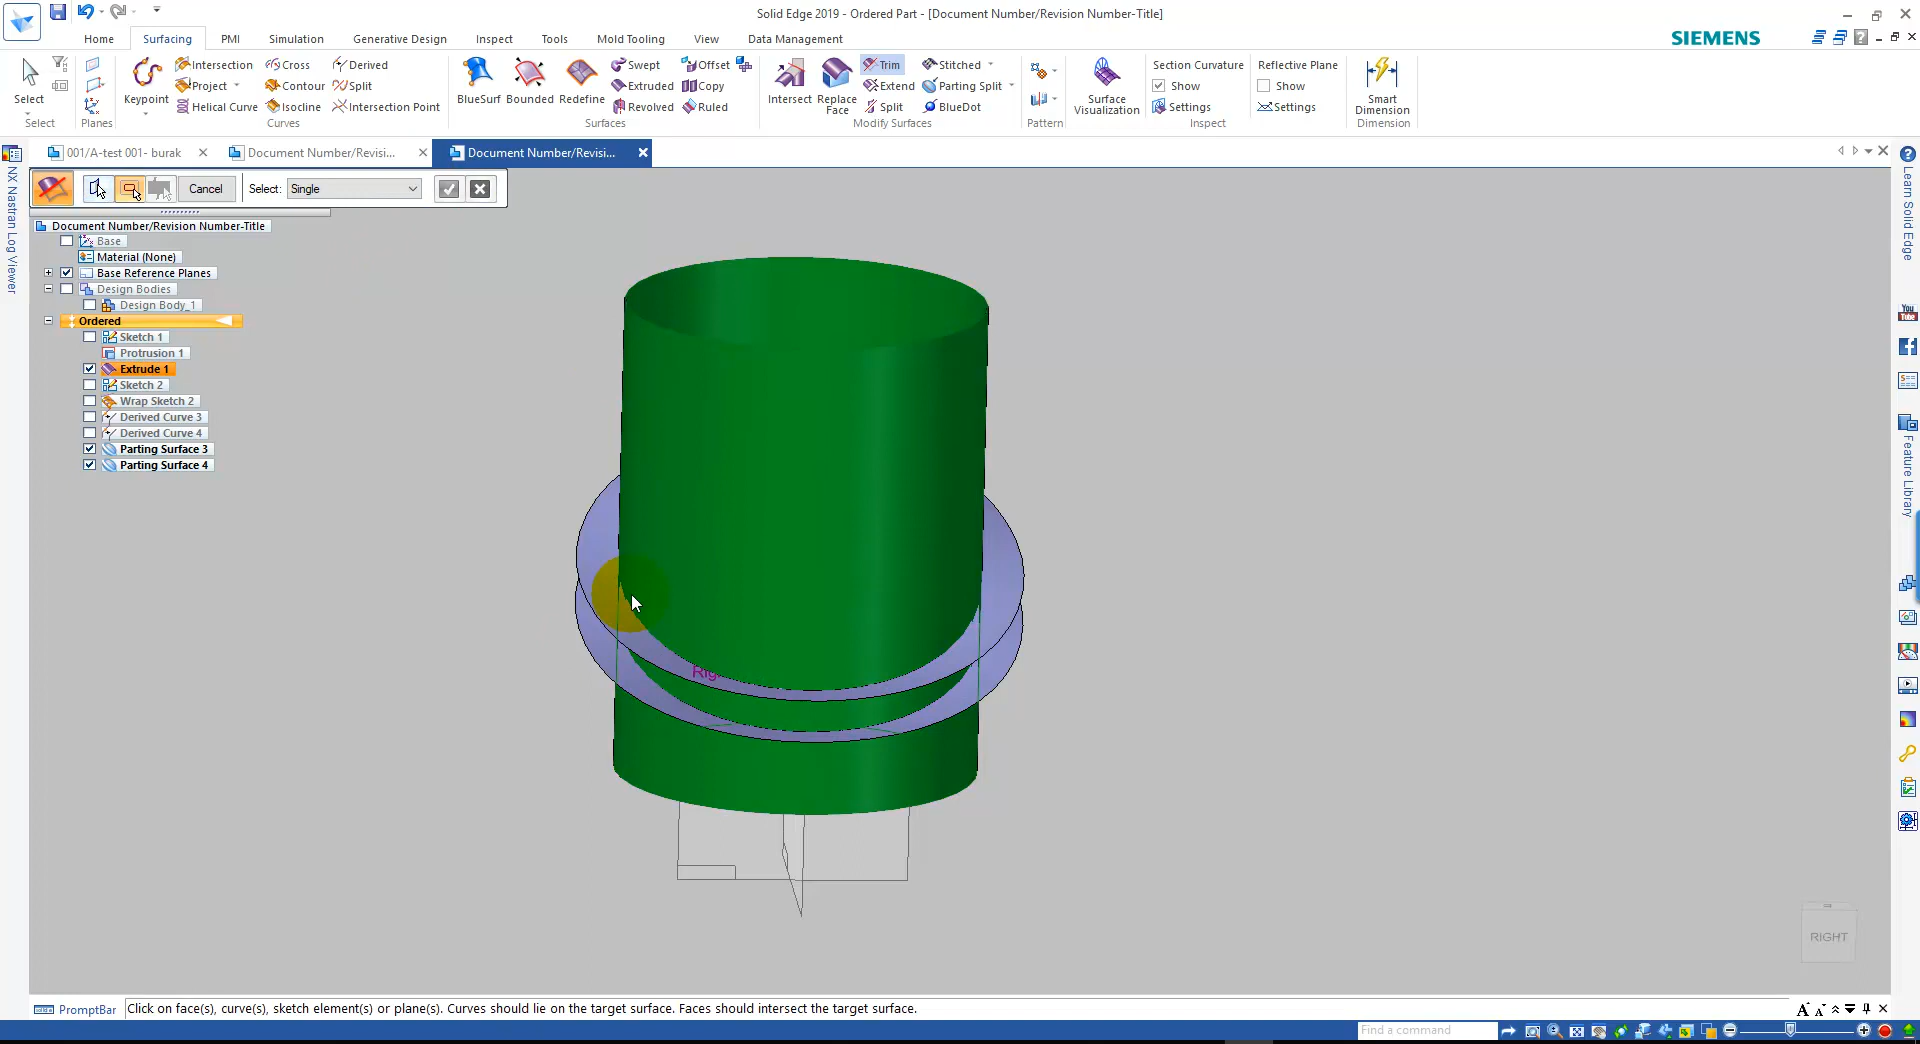 Solid Edge 2019 - Ordered Part - [Document Number/Revision Number-Title]
Home Surfacing PMI Simulation Generative Design Inspect Tools Mold Tooling View Data Management
SIEMENS
Select
Select
Planes
Keypoint
Intersection
Project
Helical Curve
Cross
Contour
Isocline
Derived
Split
Intersection Point
Curves
BlueSurf
Bounded
Redefine
Swept
Extruded
Revolved
Offset
Copy
Ruled
Surfaces
Intersect
Replace
Face
Trim
Extend
Split
Stitched
Parting Split
BlueDot
Modify Surfaces
Pattern
Surface
Visualization
Section Curvature
Show
Settings
Inspect
Reflective Plane
Show
Settings
Smart
Dimension
Dimension
001/A-test 001- burak
Document Number/Revisi...
Document Number/Revisi...
Cancel
Select:
Single
Document Number/Revision Number-Title
Base
Material (None)
Base Reference Planes
Design Bodies
Design Body_1
Ordered
Sketch 1
Protrusion 1
Extrude 1
Sketch 2
Wrap Sketch 2
Derived Curve 3
Derived Curve 4
Parting Surface 3
Parting Surface 4
NX Nastran Log Viewer
Learn Solid Edge
You
Tube
Feature Library
RIGHT
PromptBar
Click on face(s), curve(s), sketch element(s) or plane(s). Curves should lie on the target surface. Faces should intersect the target surface.
Find a command